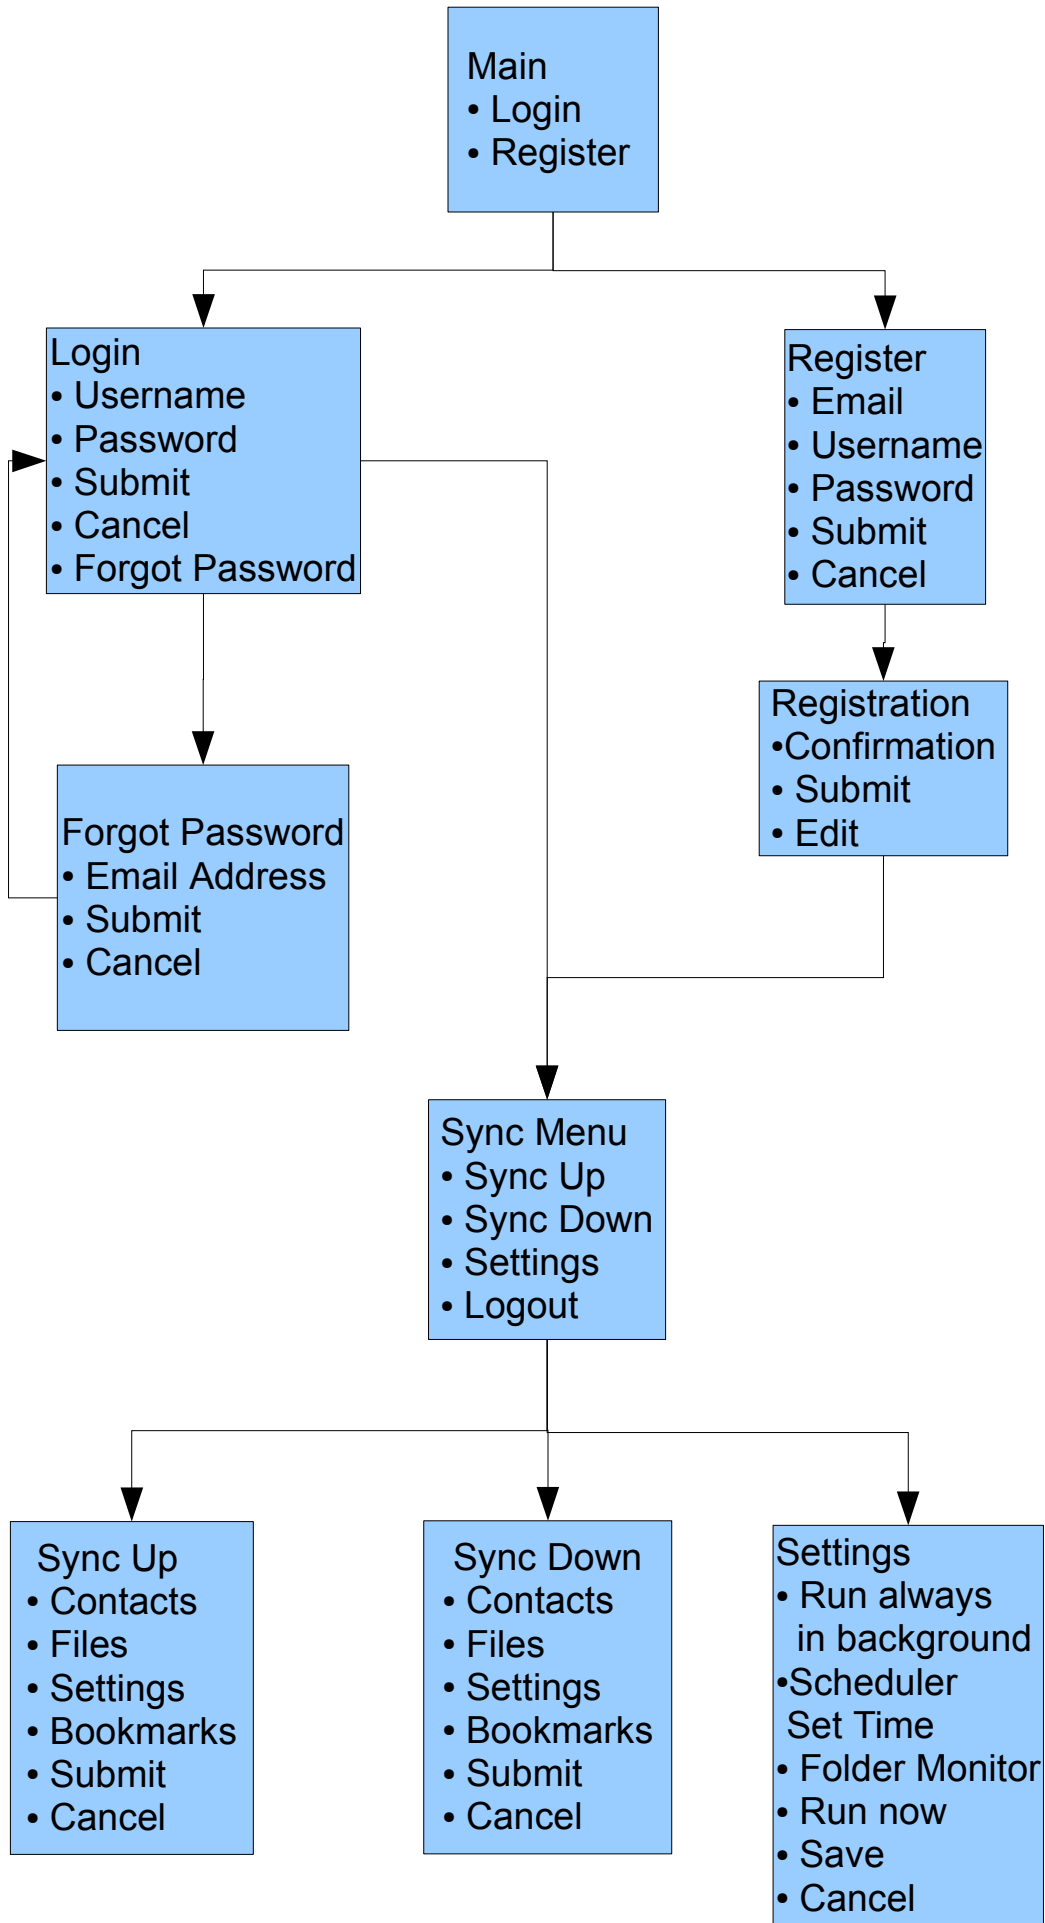 Main
• Login
• Register
Login
• Username
• Password
• Submit
• Cancel
• Forgot Password
Register
• Email
• Username
• Password
• Submit
• Cancel
Registration
•Confirmation
• Submit
• Edit
Forgot Password
• Email Address
• Submit
• Cancel
Sync Menu
• Sync Up
• Sync Down
• Settings
• Logout
Sync Up
• Contacts
• Files
• Settings
• Bookmarks
• Submit
• Cancel
Sync Down
• Contacts
• Files
• Settings
• Bookmarks
• Submit
• Cancel
Settings
• Run always
in background
•Scheduler
Set Time
• Folder Monitor
• Run now
• Save
• Cancel